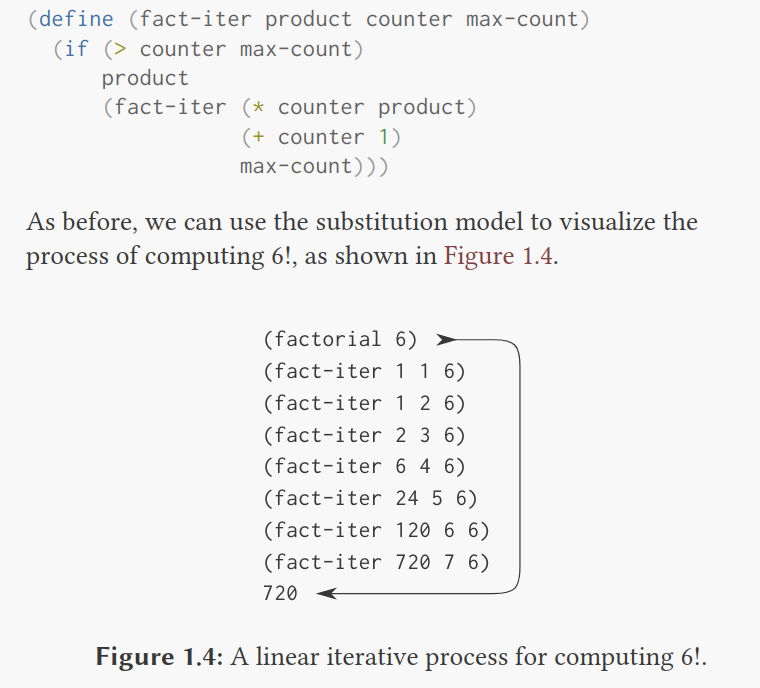 (define (fact-iter product counter max-count)
(if (> counter max-count)
product
(fact-iter (* counter product)
(+ counter 1)
max-count)))
As before, we can use the substitution model to visualize the
process of computing 6!, as shown in Figure 1.4.
(factorial 6)
(fact-iter 1 1 6)
(fact-iter 1 2 6)
(fact-iter 2 3 6)
(fact-iter 6 4 6)
(fact-iter 24 5 6)
(fact-iter 120 6 6)
(fact-iter 720 7 6)
720
Figure 1.4: A linear iterative process for computing 6!.